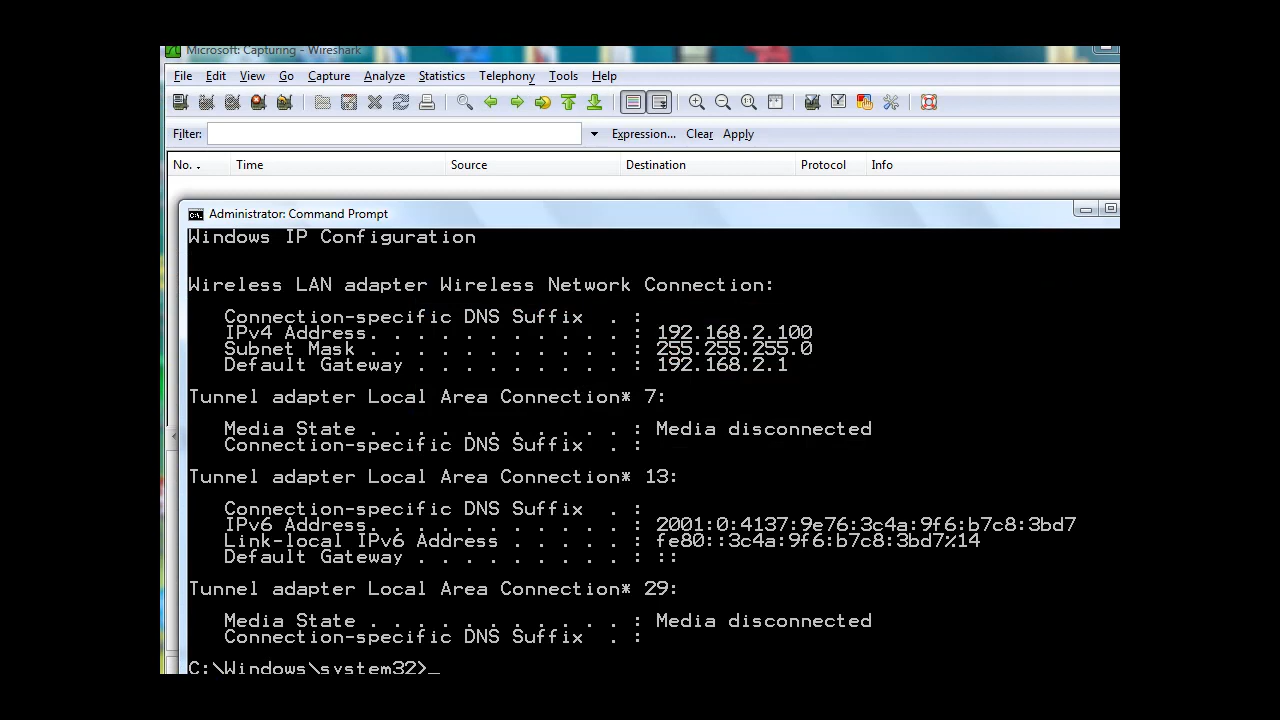 Microsoft: Capturing - Wireshark
File Edit View Go Capture Analyze Statistics Telephony Tools Help
Filter: Expression... Clear Apply
No. Time Source Destination Protocol Info
Administrator: Command Prompt
Windows IP Configuration
Wireless LAN adapter Wireless Network Connection:
Connection-specific DNS Suffix . :
IPv4 Address. . . . . . . . . . . : 192.168.2.100
Subnet Mask . . . . . . . . . . . : 255.255.255.0
Default Gateway . . . . . . . . . : 192.168.2.1
Tunnel adapter Local Area Connection* 7:
Media State . . . . . . . . . . . : Media disconnected
Connection-specific DNS Suffix . :
Tunnel adapter Local Area Connection* 13:
Connection-specific DNS Suffix . :
IPv6 Address. . . . . . . . . . . : 2001:0:4137:9e76:3c4a:9f6:b7c8:3bd7
Link-local IPv6 Address . . . . . : fe80::3c4a:9f6:b7c8:3bd7%14
Default Gateway . . . . . . . . . : ::
Tunnel adapter Local Area Connection* 29:
Media State . . . . . . . . . . . : Media disconnected
Connection-specific DNS Suffix . :
C:\Windows\system32>_